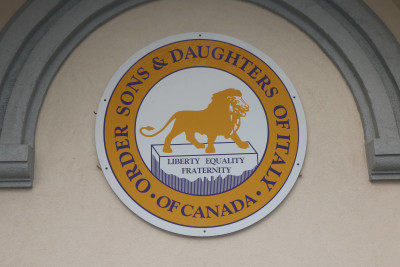 ORDER SONS & DAUGHTERS OF ITALY
• OF CANADA •
LIBERTY EQUALITY
FRATERNITY